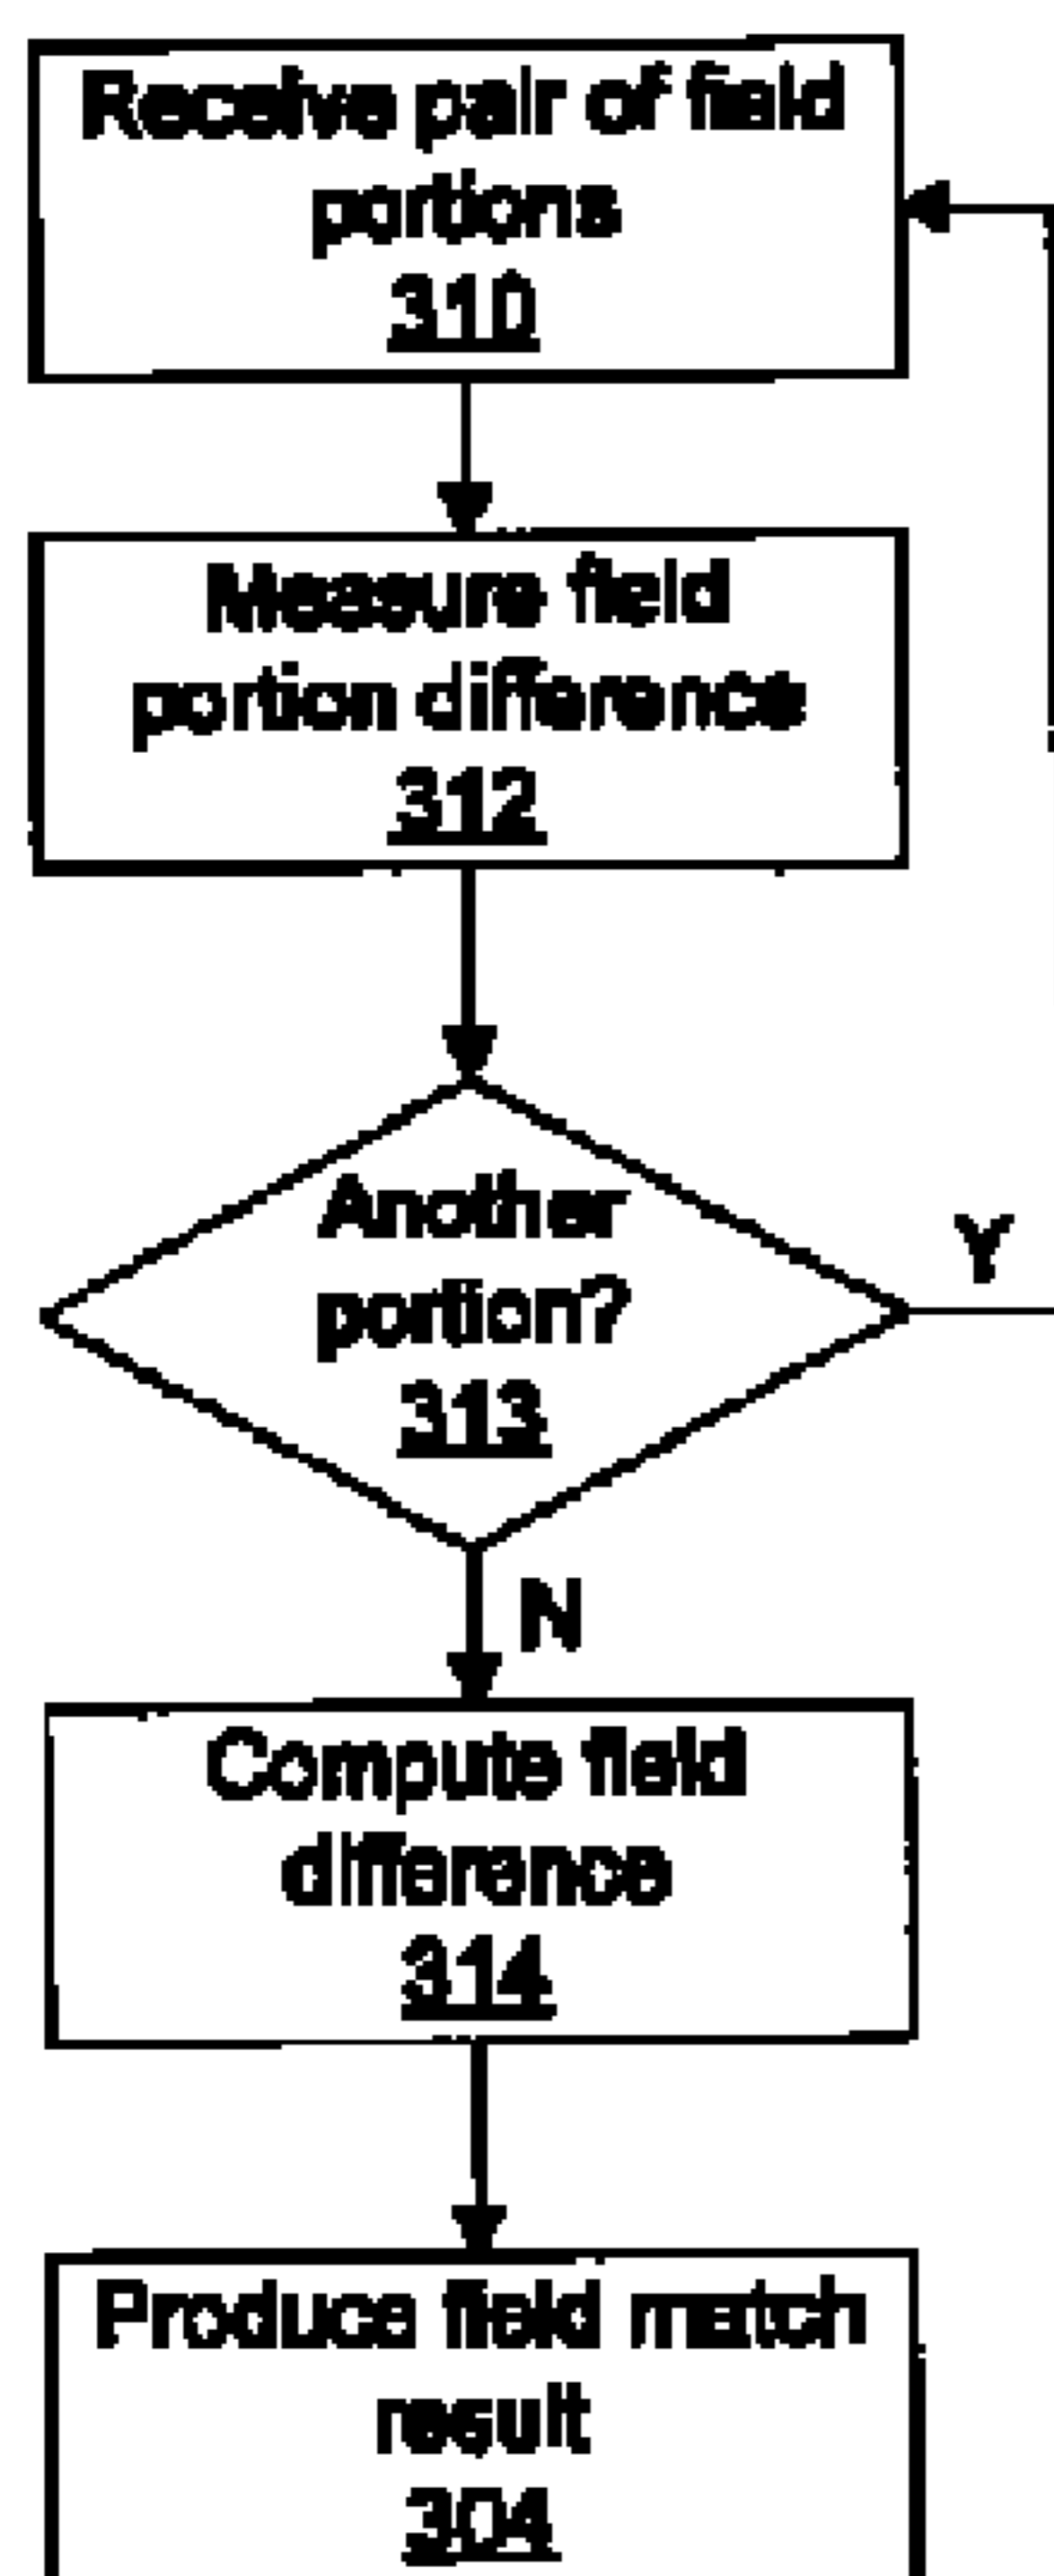 Receive pair of field
portions
310
Measure field
portion difference
312
Another
portion?
313
Y
N
Compute field
difference
314
Produce field match
result
304